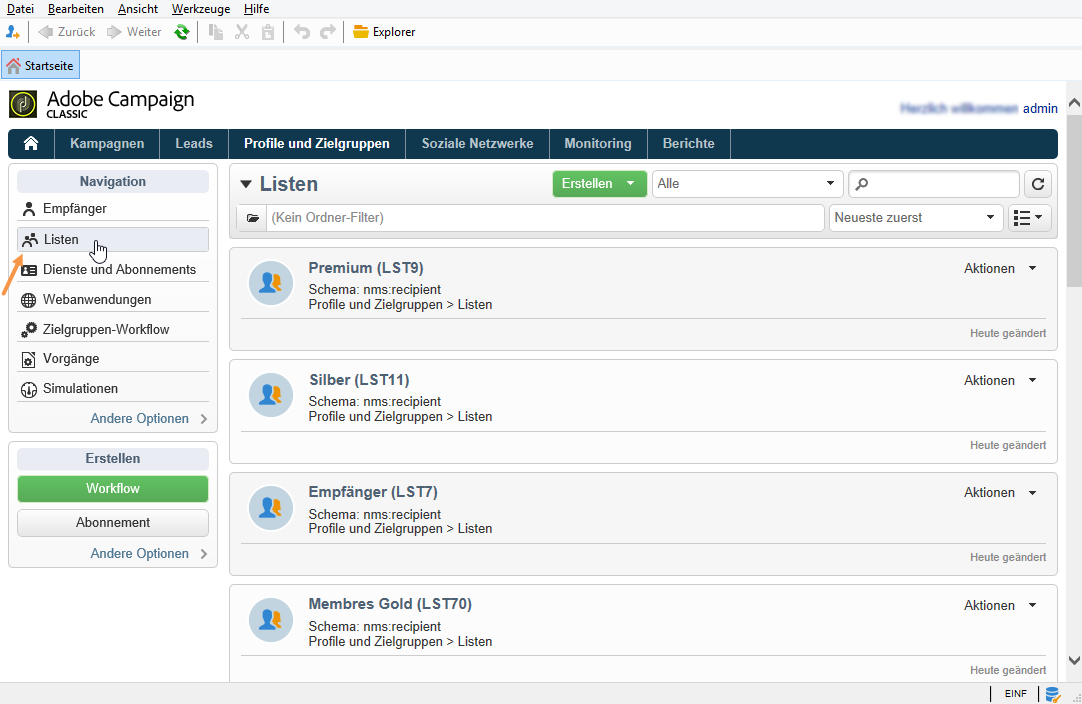 Datei Bearbeiten Ansicht Werkzeuge Hilfe
Zurück Weiter Explorer
Startseite
Adobe Campaign
CLASSIC
admin
Kampagnen Leads Profile und Zielgruppen Soziale Netzwerke Monitoring Berichte
Navigation
Empfänger
Listen
Dienste und Abonnements
Webanwendungen
Zielgruppen-Workflow
Vorgänge
Simulationen
Andere Optionen
Erstellen
Workflow
Abonnement
Andere Optionen
Listen Erstellen Alle
(Kein Ordner-Filter) Neueste zuerst
Premium (LST9) Aktionen
Schema: nms:recipient
Profile und Zielgruppen > Listen
Heute geändert
Silber (LST11) Aktionen
Schema: nms:recipient
Profile und Zielgruppen > Listen
Heute geändert
Empfänger (LST7) Aktionen
Schema: nms:recipient
Profile und Zielgruppen > Listen
Heute geändert
Membres Gold (LST70) Aktionen
Schema: nms:recipient
Profile und Zielgruppen > Listen
Heute geändert
EINF